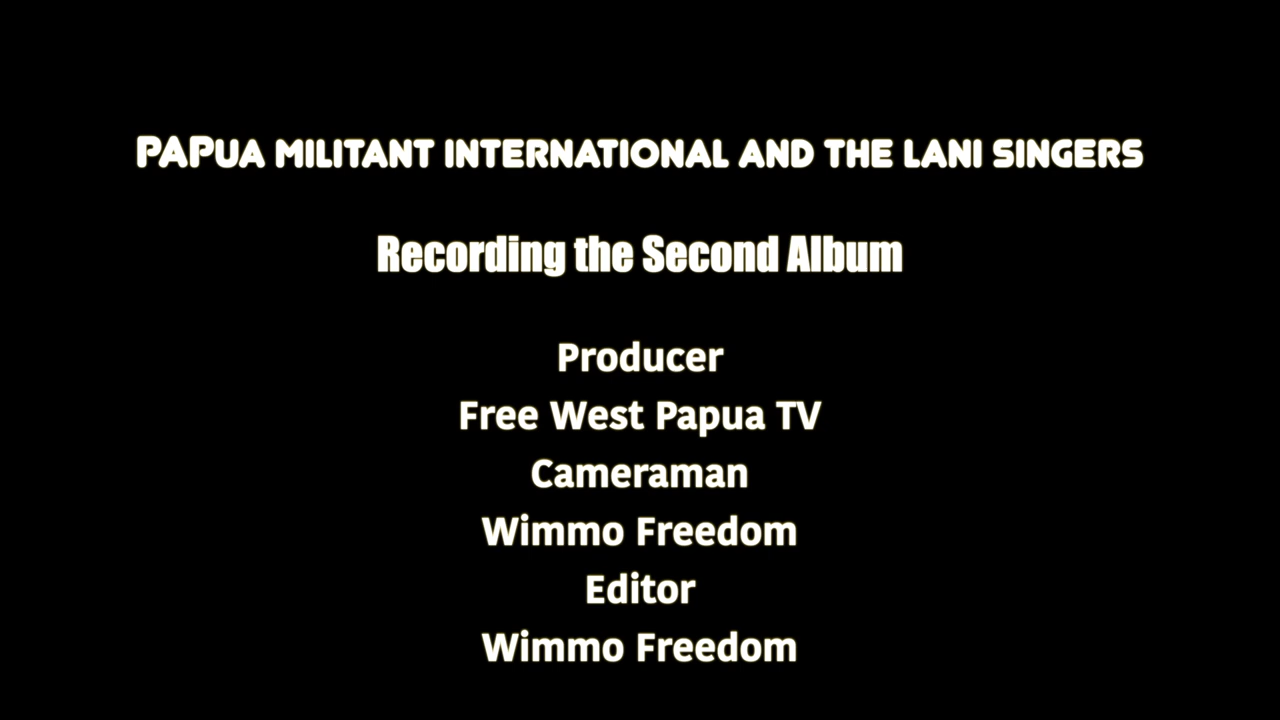 PAPUA MILITANT INTERNATIONAL AND THE LANI SINGERS
Recording the Second Album
Producer
Free West Papua TV
Cameraman
Wimmo Freedom
Editor
Wimmo Freedom